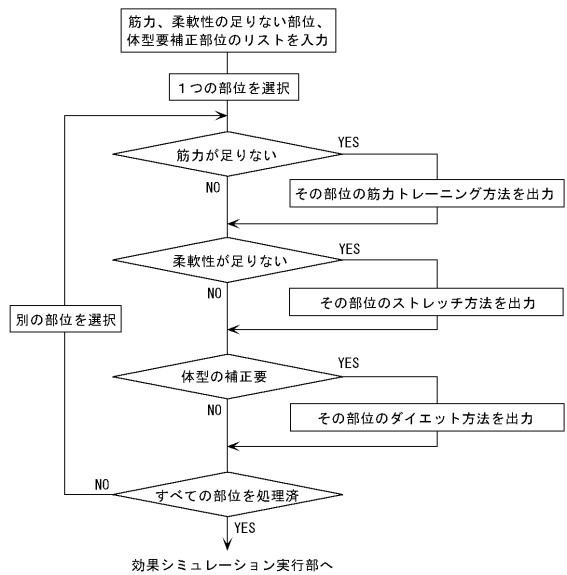 筋力、柔軟性の足りない部位、
体型要補正部位のリストを入力
１つの部位を選択
筋力が足りない
YES
NO
その部位の筋力トレーニング方法を出力
柔軟性が足りない
YES
NO
その部位のストレッチ方法を出力
別の部位を選択
体型の補正要
YES
NO
その部位のダイエット方法を出力
すべての部位を処理済
NO
YES
効果シミュレーション実行部へ